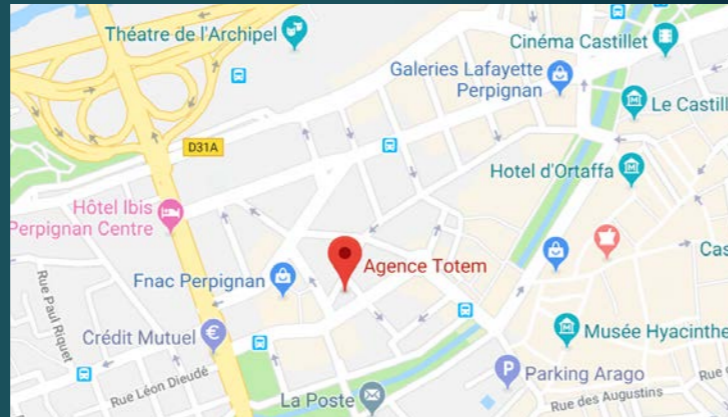 Théatre de l'Archipel
Cinéma Castillet
Galeries Lafayette
Perpignan
Le Castill
D31A
Hotel d'Ortaffa
Hôtel Ibis
Perpignan Centre
Cas
Agence Totem
Fnac Perpignan
Rue Paul Riquet
Crédit Mutuel
€
Musée Hyacinthe
P
Parking Arago
Rue Léon Dieudé
La Poste
Rue des Augustins
Rue